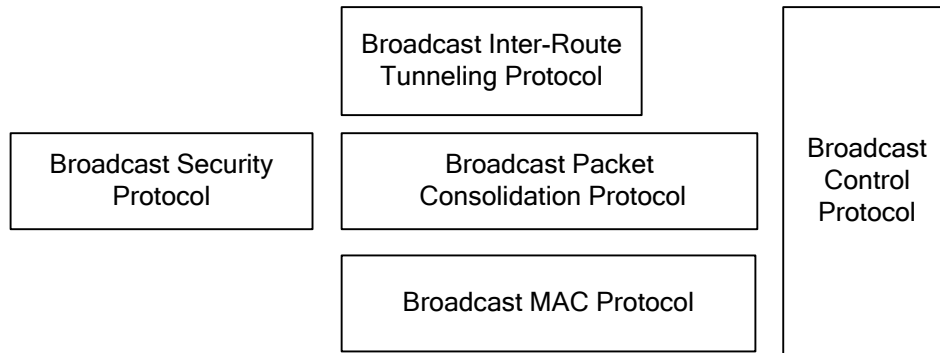 Broadcast Inter-Route
Tunneling Protocol
Broadcast Security
Protocol
Broadcast Packet
Consolidation Protocol
Broadcast
Control
Protocol
Broadcast MAC Protocol